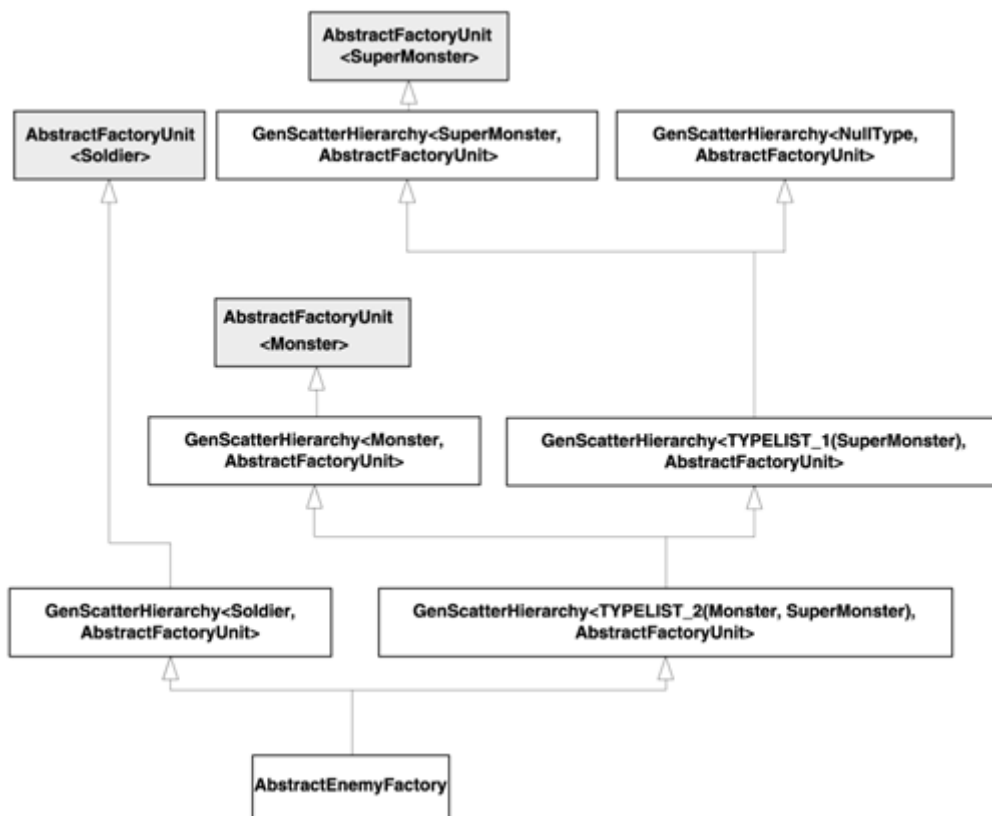 AbstractFactoryUnit
<SuperMonster>
AbstractFactoryUnit
<Soldier>
GenScatterHierarchy<SuperMonster,
AbstractFactoryUnit>
GenScatterHierarchy<NullType,
AbstractFactoryUnit>
AbstractFactoryUnit
<Monster>
GenScatterHierarchy<Monster,
AbstractFactoryUnit>
GenScatterHierarchy<TYPELIST_1(SuperMonster),
AbstractFactoryUnit>
GenScatterHierarchy<Soldier,
AbstractFactoryUnit>
GenScatterHierarchy<TYPELIST_2(Monster, SuperMonster),
AbstractFactoryUnit>
AbstractEnemyFactory